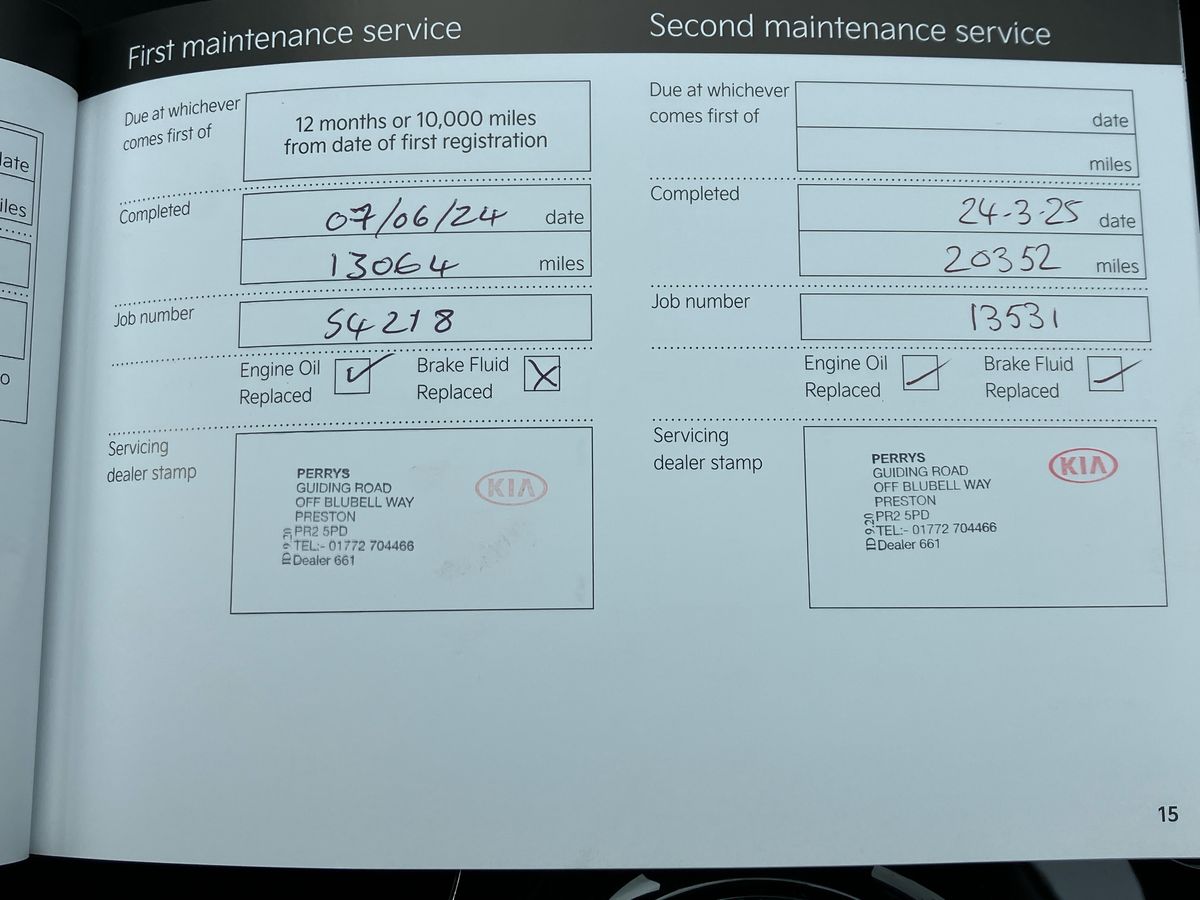 First maintenance service
Due at whichever
comes first of
12 months or 10,000 miles
from date of first registration
Completed
07/06/24 date
13064 miles
Job number
54218
Engine Oil
Replaced
Brake Fluid
Replaced
Servicing
dealer stamp
PERRYS
GUIDING ROAD
OFF BLUBELL WAY
PRESTON
PR2 5PD
TEL:- 01772 704466
Dealer 661
KIA
Second maintenance service
Due at whichever
comes first of
date
miles
Completed
24-3-25 date
20352 miles
Job number
13531
Engine Oil
Replaced
Brake Fluid
Replaced
Servicing
dealer stamp
PERRYS
GUIDING ROAD
OFF BLUBELL WAY
PRESTON
PR2 5PD
TEL:- 01772 704466
Dealer 661
ID 9.20
KIA
15